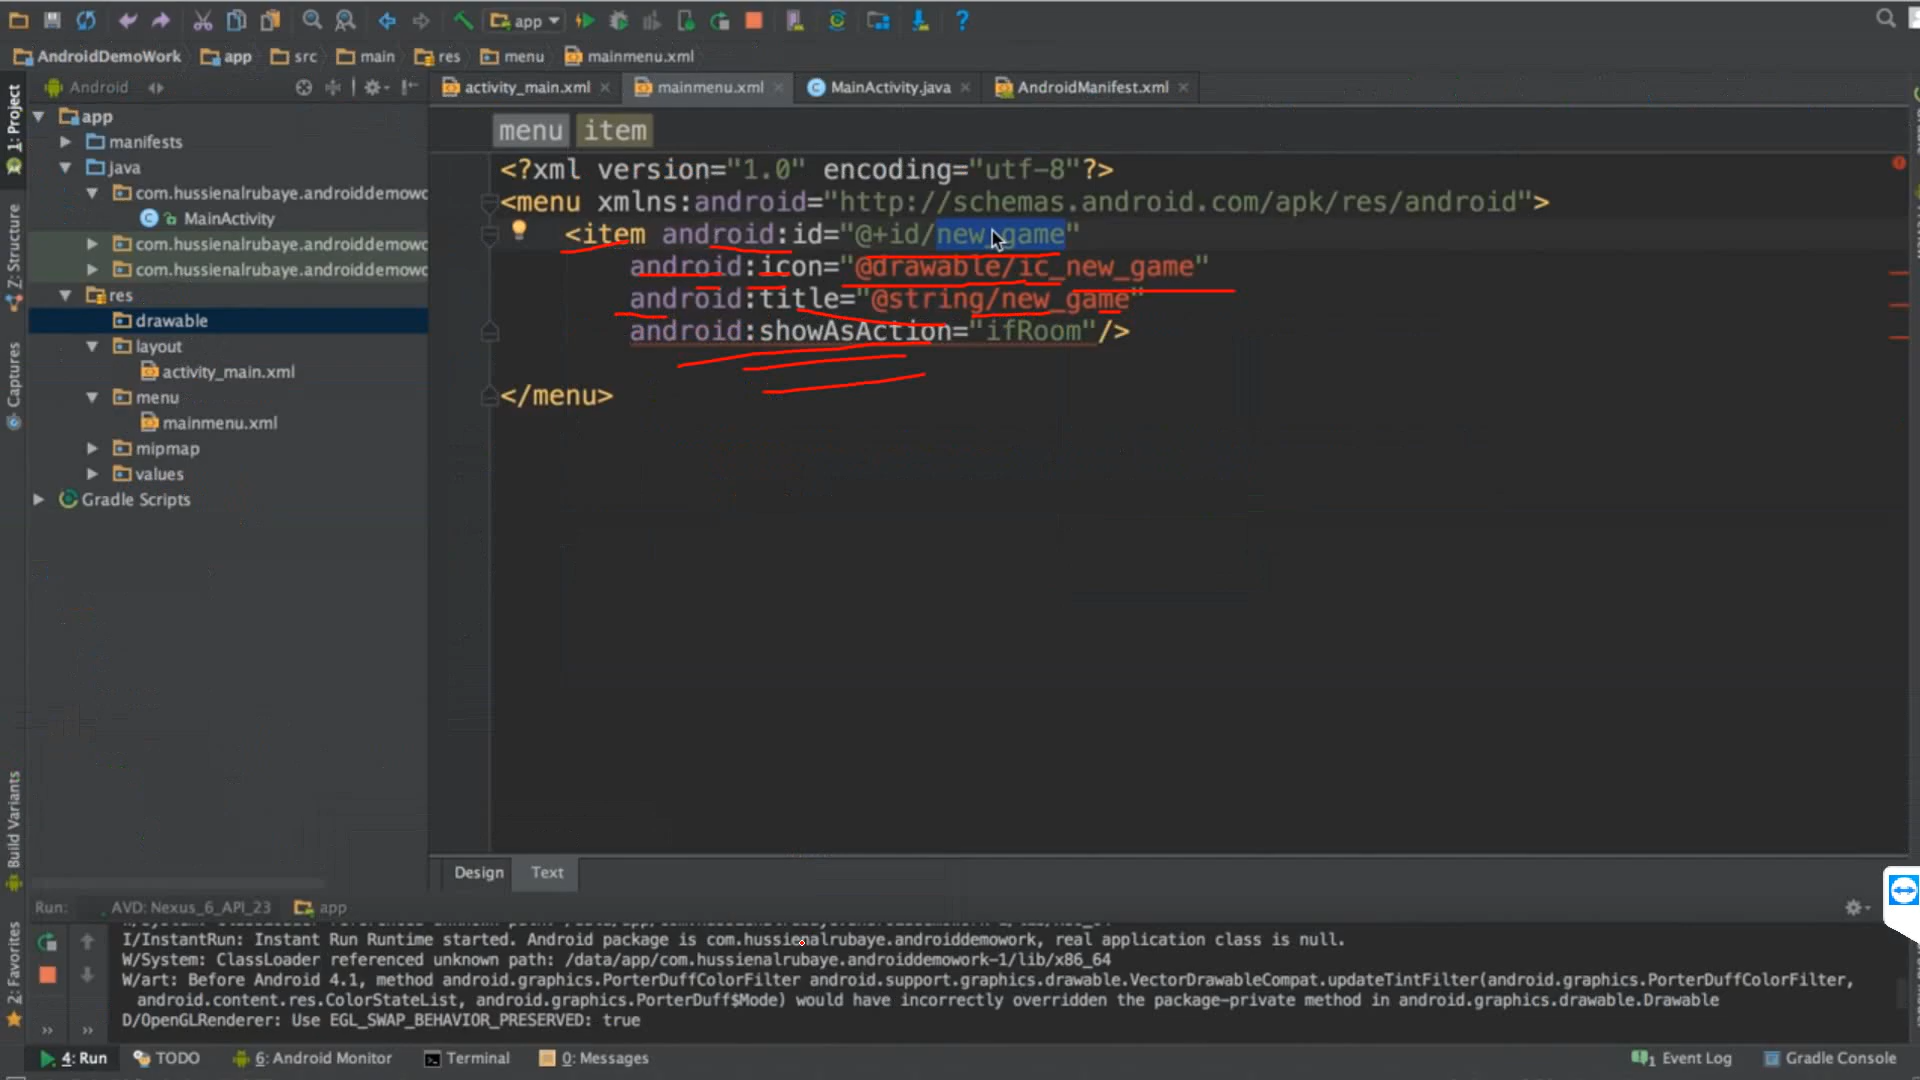 app
AndroidDemoWork app src main res menu mainmenu.xml
Android
activity_main.xml mainmenu.xml MainActivity.java AndroidManifest.xml
1: Project
Z: Structure
Captures
Build Variants
2: Favorites
app
manifests
java
com.hussienalrubaye.androiddemowo
MainActivity
com.hussienalrubaye.androiddemowo
com.hussienalrubaye.androiddemowo
res
drawable
layout
activity_main.xml
menu
mainmenu.xml
mipmap
values
Gradle Scripts
menu item
<?xml version="1.0" encoding="utf-8"?>
<menu xmlns:android="http://schemas.android.com/apk/res/android">
<item android:id="@+id/new_game"
android:icon="@drawable/ic_new_game"
android:title="@string/new_game"
android:showAsAction="ifRoom"/>
</menu>
Design Text
Run: AVD: Nexus_6_API_23 app
I/InstantRun: Instant Run Runtime started. Android package is com.hussienalrubaye.androiddemowork, real application class is null.
W/System: ClassLoader referenced unknown path: /data/app/com.hussienalrubaye.androiddemowork-1/lib/x86_64
W/art: Before Android 4.1, method android.graphics.PorterDuffColorFilter android.support.graphics.drawable.VectorDrawableCompat.updateTintFilter(android.graphics.PorterDuffColorFilter,
android.content.res.ColorStateList, android.graphics.PorterDuff$Mode) would have incorrectly overridden the package-private method in android.graphics.drawable.Drawable
D/OpenGLRenderer: Use EGL_SWAP_BEHAVIOR_PRESERVED: true
4: Run TODO 6: Android Monitor Terminal 0: Messages 1 Event Log Gradle Console